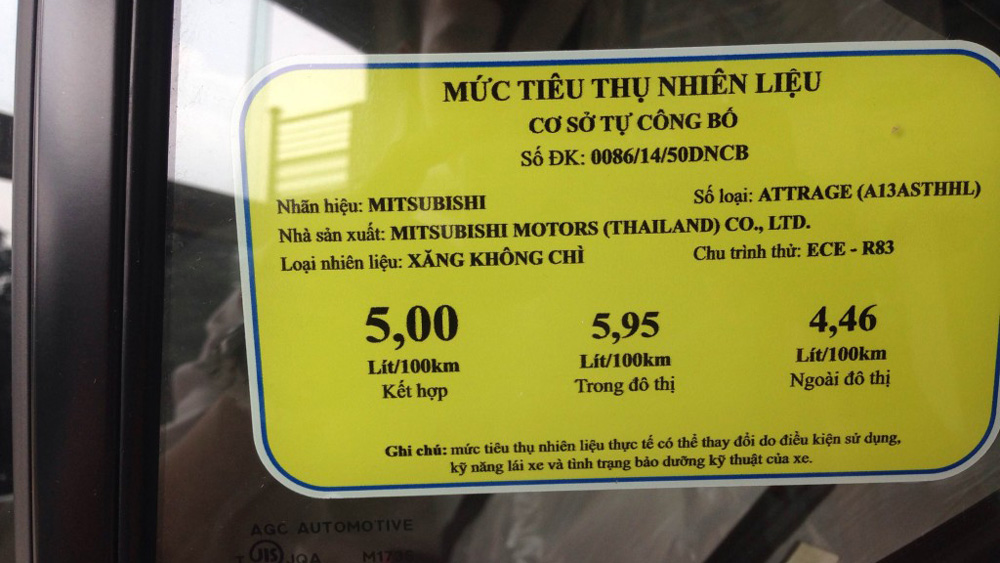 MỨC TIÊU THỤ NHIÊN LIỆU
CƠ SỞ TỰ CÔNG BỐ
Số ĐK: 0086/14/50DNCB
Nhãn hiệu: MITSUBISHI Số loại: ATTRAGE (A13ASTHHL)
Nhà sản xuất: MITSUBISHI MOTORS (THAILAND) CO., LTD.
Loại nhiên liệu: XĂNG KHÔNG CHÌ Chu trình thử: ECE - R83
5,00 5,95 4,46
Lít/100km Lít/100km Lít/100km
Kết hợp Trong đô thị Ngoài đô thị
Ghi chú: mức tiêu thụ nhiên liệu thực tế có thể thay đổi do điều kiện sử dụng,
kỹ năng lái xe và tình trạng bảo dưỡng kỹ thuật của xe.
AGC AUTOMOTIVE
JIS JQA